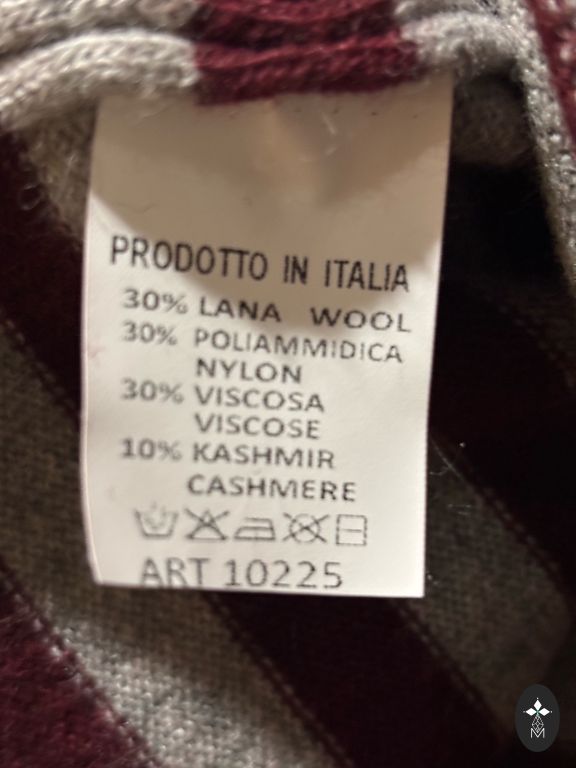 PRODOTTO IN ITALIA
30% LANA WOOL
30% POLIAMMIDICA
NYLON
30% VISCOSA
VISCOSE
10% KASHMIR
CASHMERE
ART 10225
M